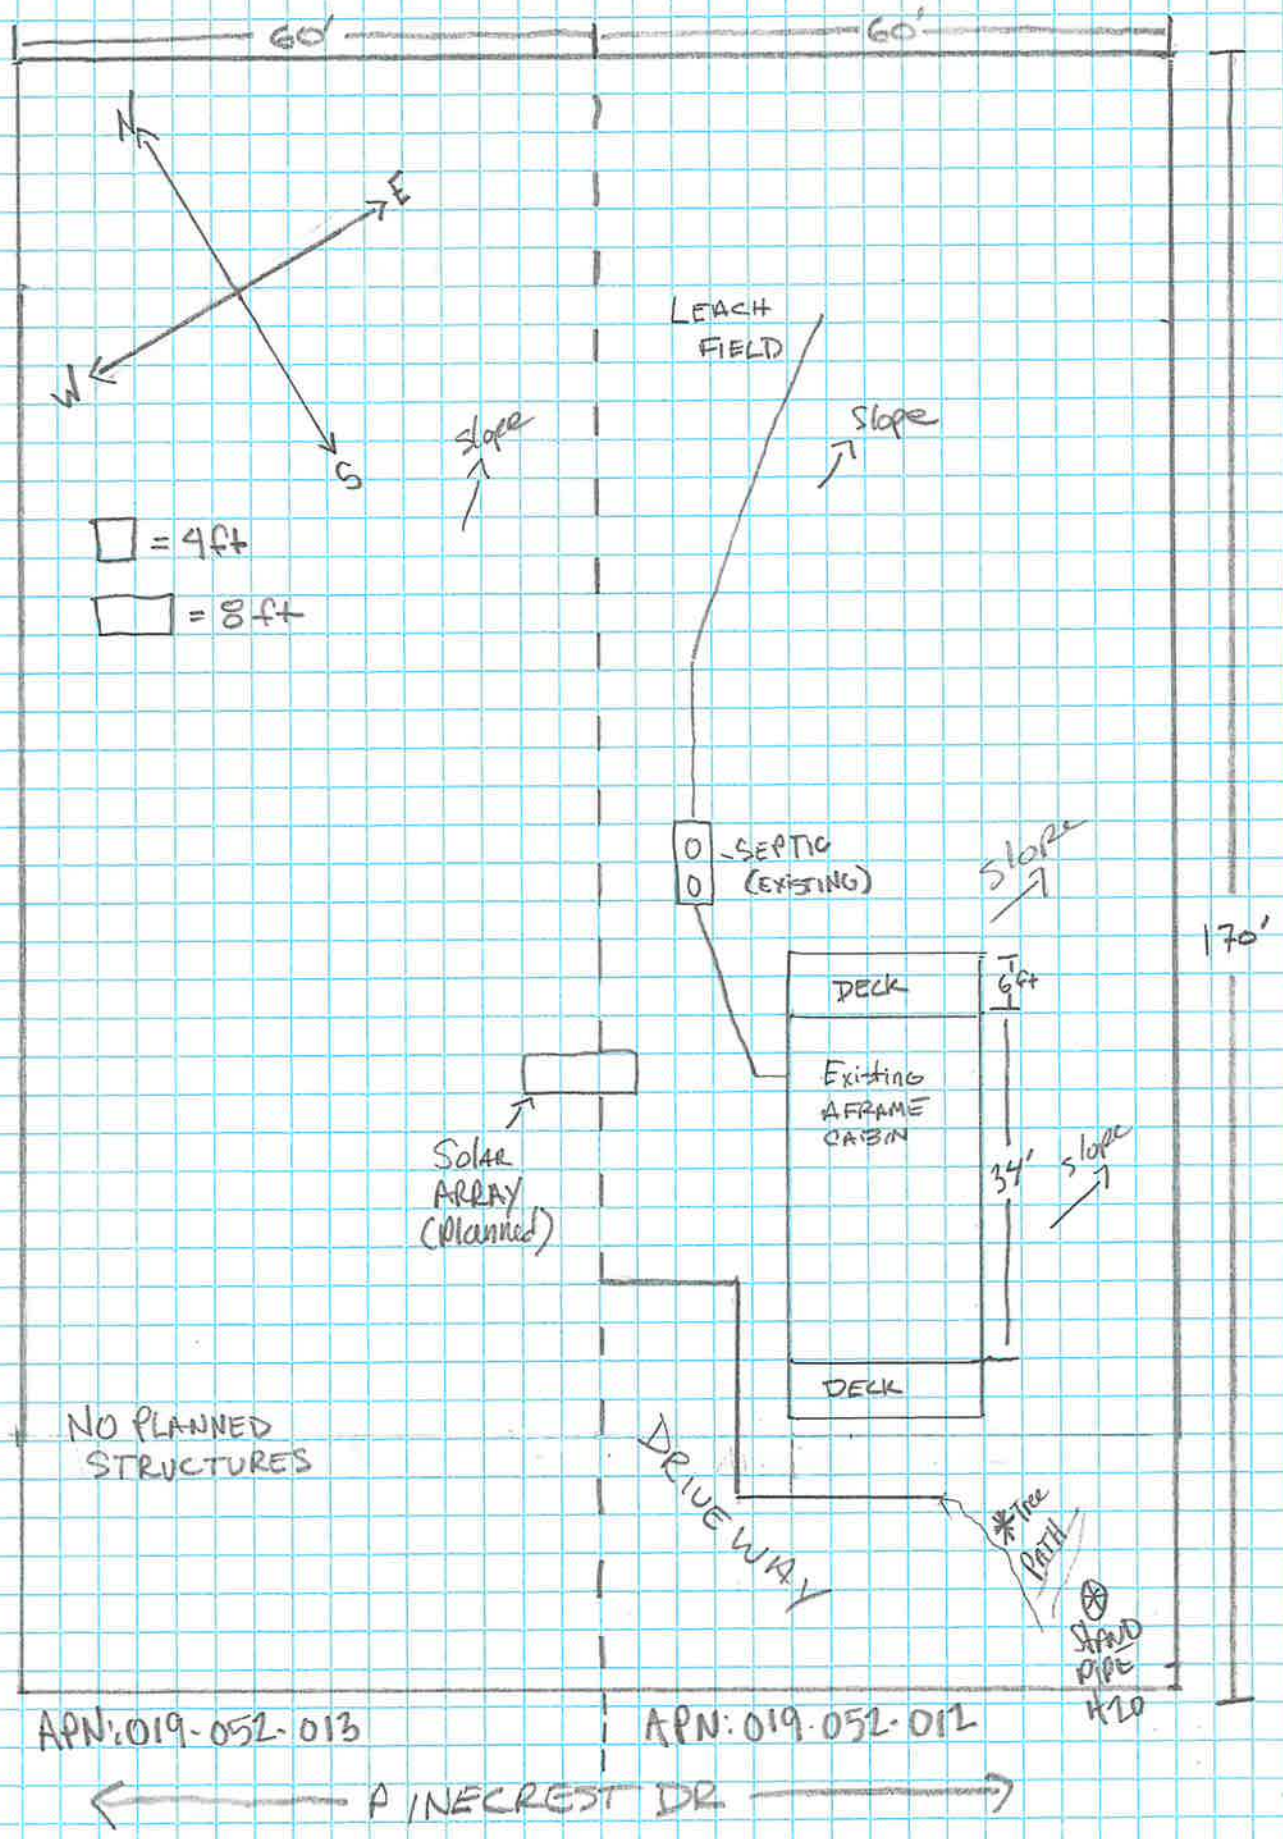 60'
60'
N
E
W
S
LEACH
FIELD
slope
Slope
= 4ft
= 8ft
SEPTIC
(EXISTING)
Slope
170'
DECK
6ft
Existing
AFRAME
CABIN
34'
slope
SOLAR
ARRAY
(Planned)
DECK
NO PLANNED
STRUCTURES
DRIVEWAY
Tree
PATH
STAND
PIPE
H20
APN: 019-052-013
APN: 019-052-012
PINECREST DR